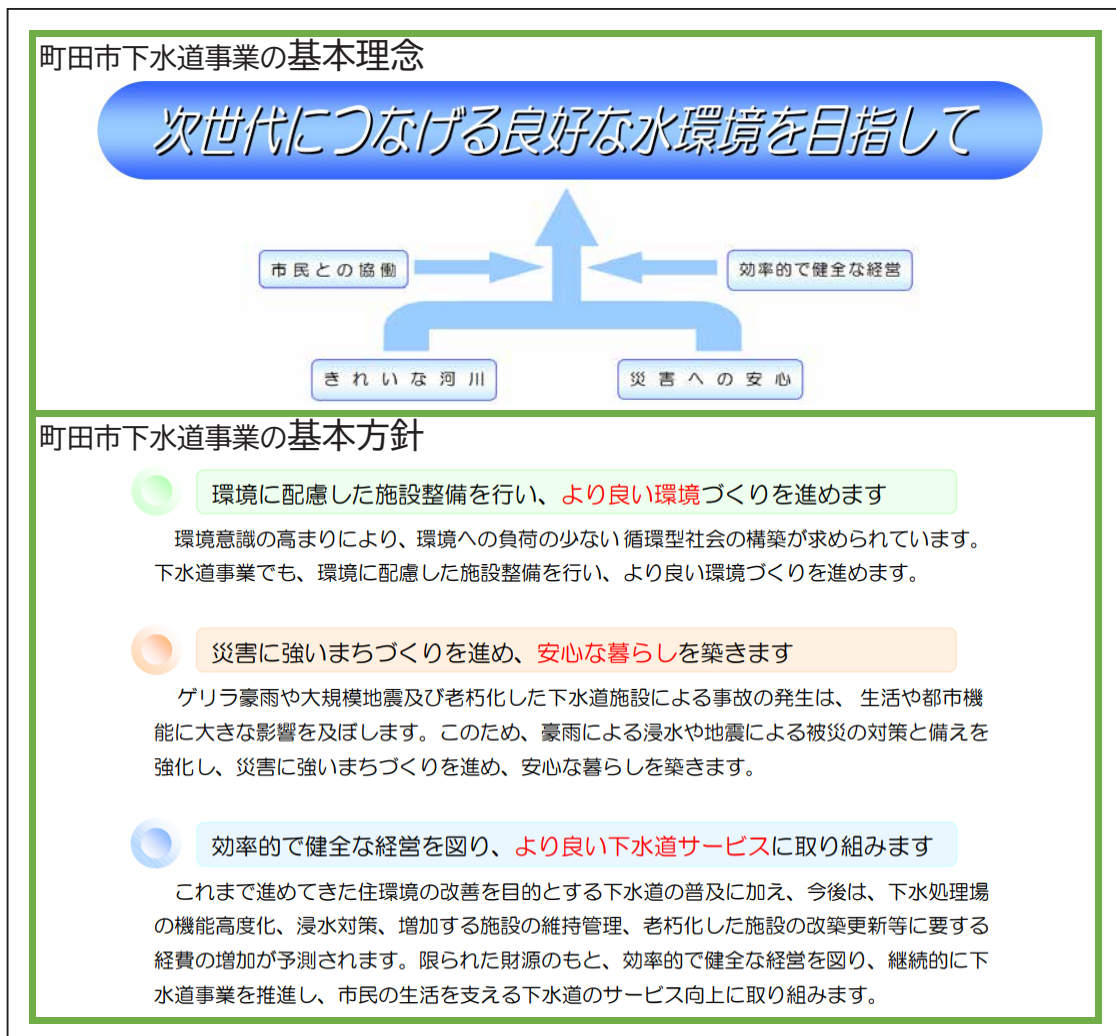 町田市下水道事業の基本理念
次世代につなげる良好な水環境を目指して
市民との協働
効率的で健全な経営
きれいな河川
災害への安心
町田市下水道事業の基本方針
環境に配慮した施設整備を行い、より良い環境づくりを進めます
環境意識の高まりにより、環境への負荷の少ない循環型社会の構築が求められています。
下水道事業でも、環境に配慮した施設整備を行い、より良い環境づくりを進めます。
災害に強いまちづくりを進め、安心な暮らしを築きます
ゲリラ豪雨や大規模地震及び老朽化した下水道施設による事故の発生は、生活や都市機
能に大きな影響を及ぼします。このため、豪雨による浸水や地震による被災の対策と備えを
強化し、災害に強いまちづくりを進め、安心な暮らしを築きます。
効率的で健全な経営を図り、より良い下水道サービスに取り組みます
これまで進めてきた住環境の改善を目的とする下水道の普及に加え、今後は、下水処理場
の機能高度化、浸水対策、増加する施設の維持管理、老朽化した施設の改築更新等に要する
経費の増加が予測されます。限られた財源のもと、効率的で健全な経営を図り、継続的に下
水道事業を推進し、市民の生活を支える下水道のサービス向上に取り組みます。